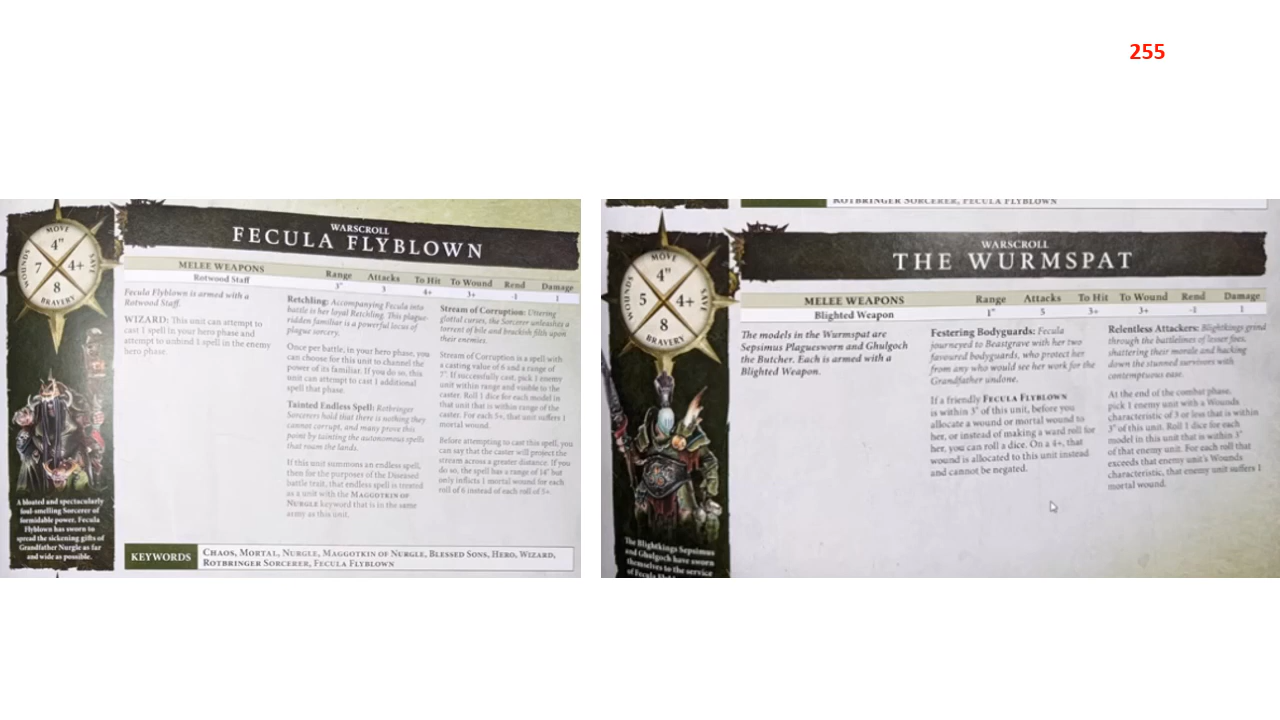 255
MOVE
4"
7
4+
8
WOUNDS
SAVE
BRAVERY
WARSCROLL
FECULA FLYBLOWN
MELEE WEAPONS Range Attacks To Hit To Wound Rend Damage
Rotwood Staff 3" 3 4+ 3+ -1 1
Fecula Flyblown is armed with a
Rotwood Staff.
WIZARD: This unit can attempt to
cast 1 spell in your hero phase and
attempt to unbind 1 spell in the enemy
hero phase.
Retchling: Accompanying Fecula into
battle is her loyal Retchling. This plague-
ridden familiar is a powerful locus of
plague sorcery.
Once per battle, in your hero phase, you
can choose for this unit to channel the
power of its familiar. If you do so, this
unit can attempt to cast 1 additional
spell that phase.
Tainted Endless Spell: Rotbringer
Sorcerers hold that there is nothing they
cannot corrupt, and many prove this
point by tainting the autonomous spells
that roam the lands.
If this unit summons an endless spell,
then for the purposes of the Diseased
battle trait, that endless spell is treated
as a unit with the MAGGOTKIN OF
NURGLE keyword that is in the same
army as this unit.
Stream of Corruption: Uttering
glottal curses, the Sorcerer unleashes a
torrent of bile and brackish filth upon
their enemies.
Stream of Corruption is a spell with
a casting value of 6 and a range of
7". If successfully cast, pick 1 enemy
unit within range and visible to the
caster. Roll 1 dice for each model in
that unit that is within range of the
caster. For each 5+, that unit suffers 1
mortal wound.
Before attempting to cast this spell, you
can say that the caster will project the
stream across a greater distance. If you
do so, the spell has a range of 14" but
only inflicts 1 mortal wound for each
roll of 6 instead of each roll of 5+.
A bloated and spectacularly
foul-smelling Sorcerer of
formidable power, Fecula
Flyblown has sworn to
spread the sickening gifts of
Grandfather Nurgle as far
and wide as possible.
KEYWORDS
CHAOS, MORTAL, NURGLE, MAGGOTKIN OF NURGLE, BLESSED SONS, HERO, WIZARD,
ROTBRINGER SORCERER, FECULA FLYBLOWN
ROTBRINGER SORCERER, FECULA FLYBLOWN
MOVE
4"
5
4+
8
WOUNDS
SAVE
BRAVERY
WARSCROLL
THE WURMSPAT
MELEE WEAPONS Range Attacks To Hit To Wound Rend Damage
Blighted Weapon 1" 5 3+ 3+ -1 1
The models in the Wurmspat are
Sepsimus Plaguesworn and Ghulgoch
the Butcher. Each is armed with a
Blighted Weapon.
Festering Bodyguards: Fecula
journeyed to Beastgrave with her two
favoured bodyguards, who protect her
from any who would see her work for the
Grandfather undone.
If a friendly FECULA FLYBLOWN
is within 3" of this unit, before you
allocate a wound or mortal wound to
her, or instead of making a ward roll for
her, you can roll a dice. On a 4+, that
wound is allocated to this unit instead
and cannot be negated.
Relentless Attackers: Blightkings grind
through the battlelines of lesser foes,
shattering their morale and hacking
down the stunned survivors with
contemptuous ease.
At the end of the combat phase,
pick 1 enemy unit with a Wounds
characteristic of 3 or less that is within
3" of this unit. Roll 1 dice for each
model in this unit that is within 3"
of that enemy unit. For each roll that
exceeds that enemy unit's Wounds
characteristic, that enemy unit suffers 1
mortal wound.
The Blightkings Sepsimus
and Ghulgoch have sworn
themselves to the service
of Fecula